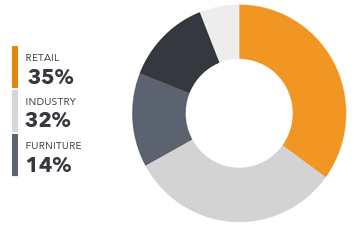 RETAIL
35%
INDUSTRY
32%
FURNITURE
14%